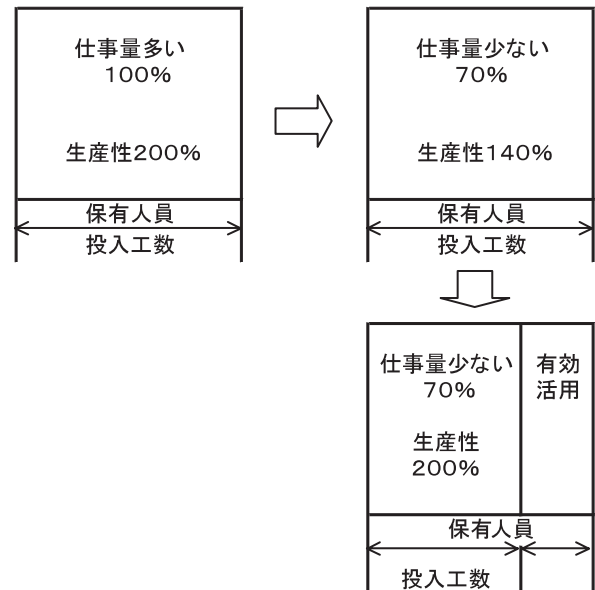 仕事量多い
100%
生産性200%
保有人員
投入工数
仕事量少ない
70%
生産性140%
保有人員
投入工数
仕事量少ない
70%
生産性
200%
有効
活用
保有人員
投入工数